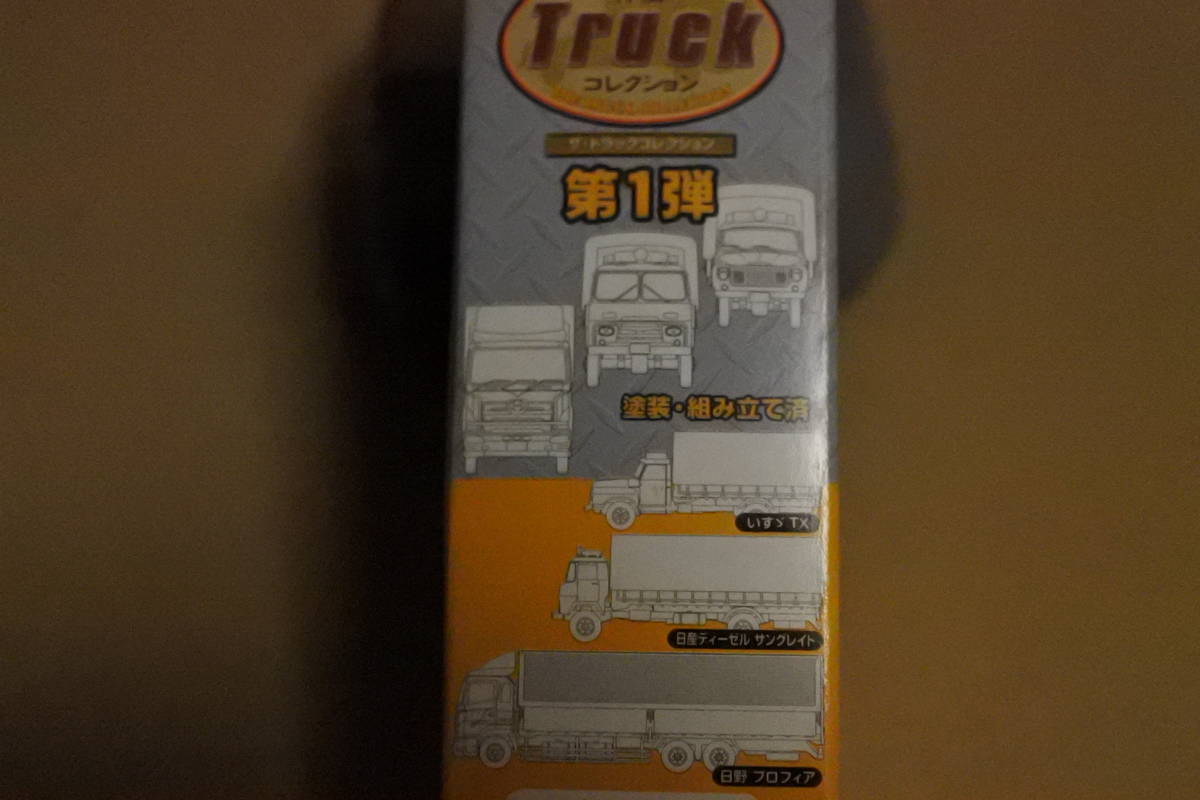 Truck
コレクション
ザ・トラックコレクション
第1弾
塗装・組み立て済
いすゞTX
日産ディーゼル サングレイト
日野 プロフィア